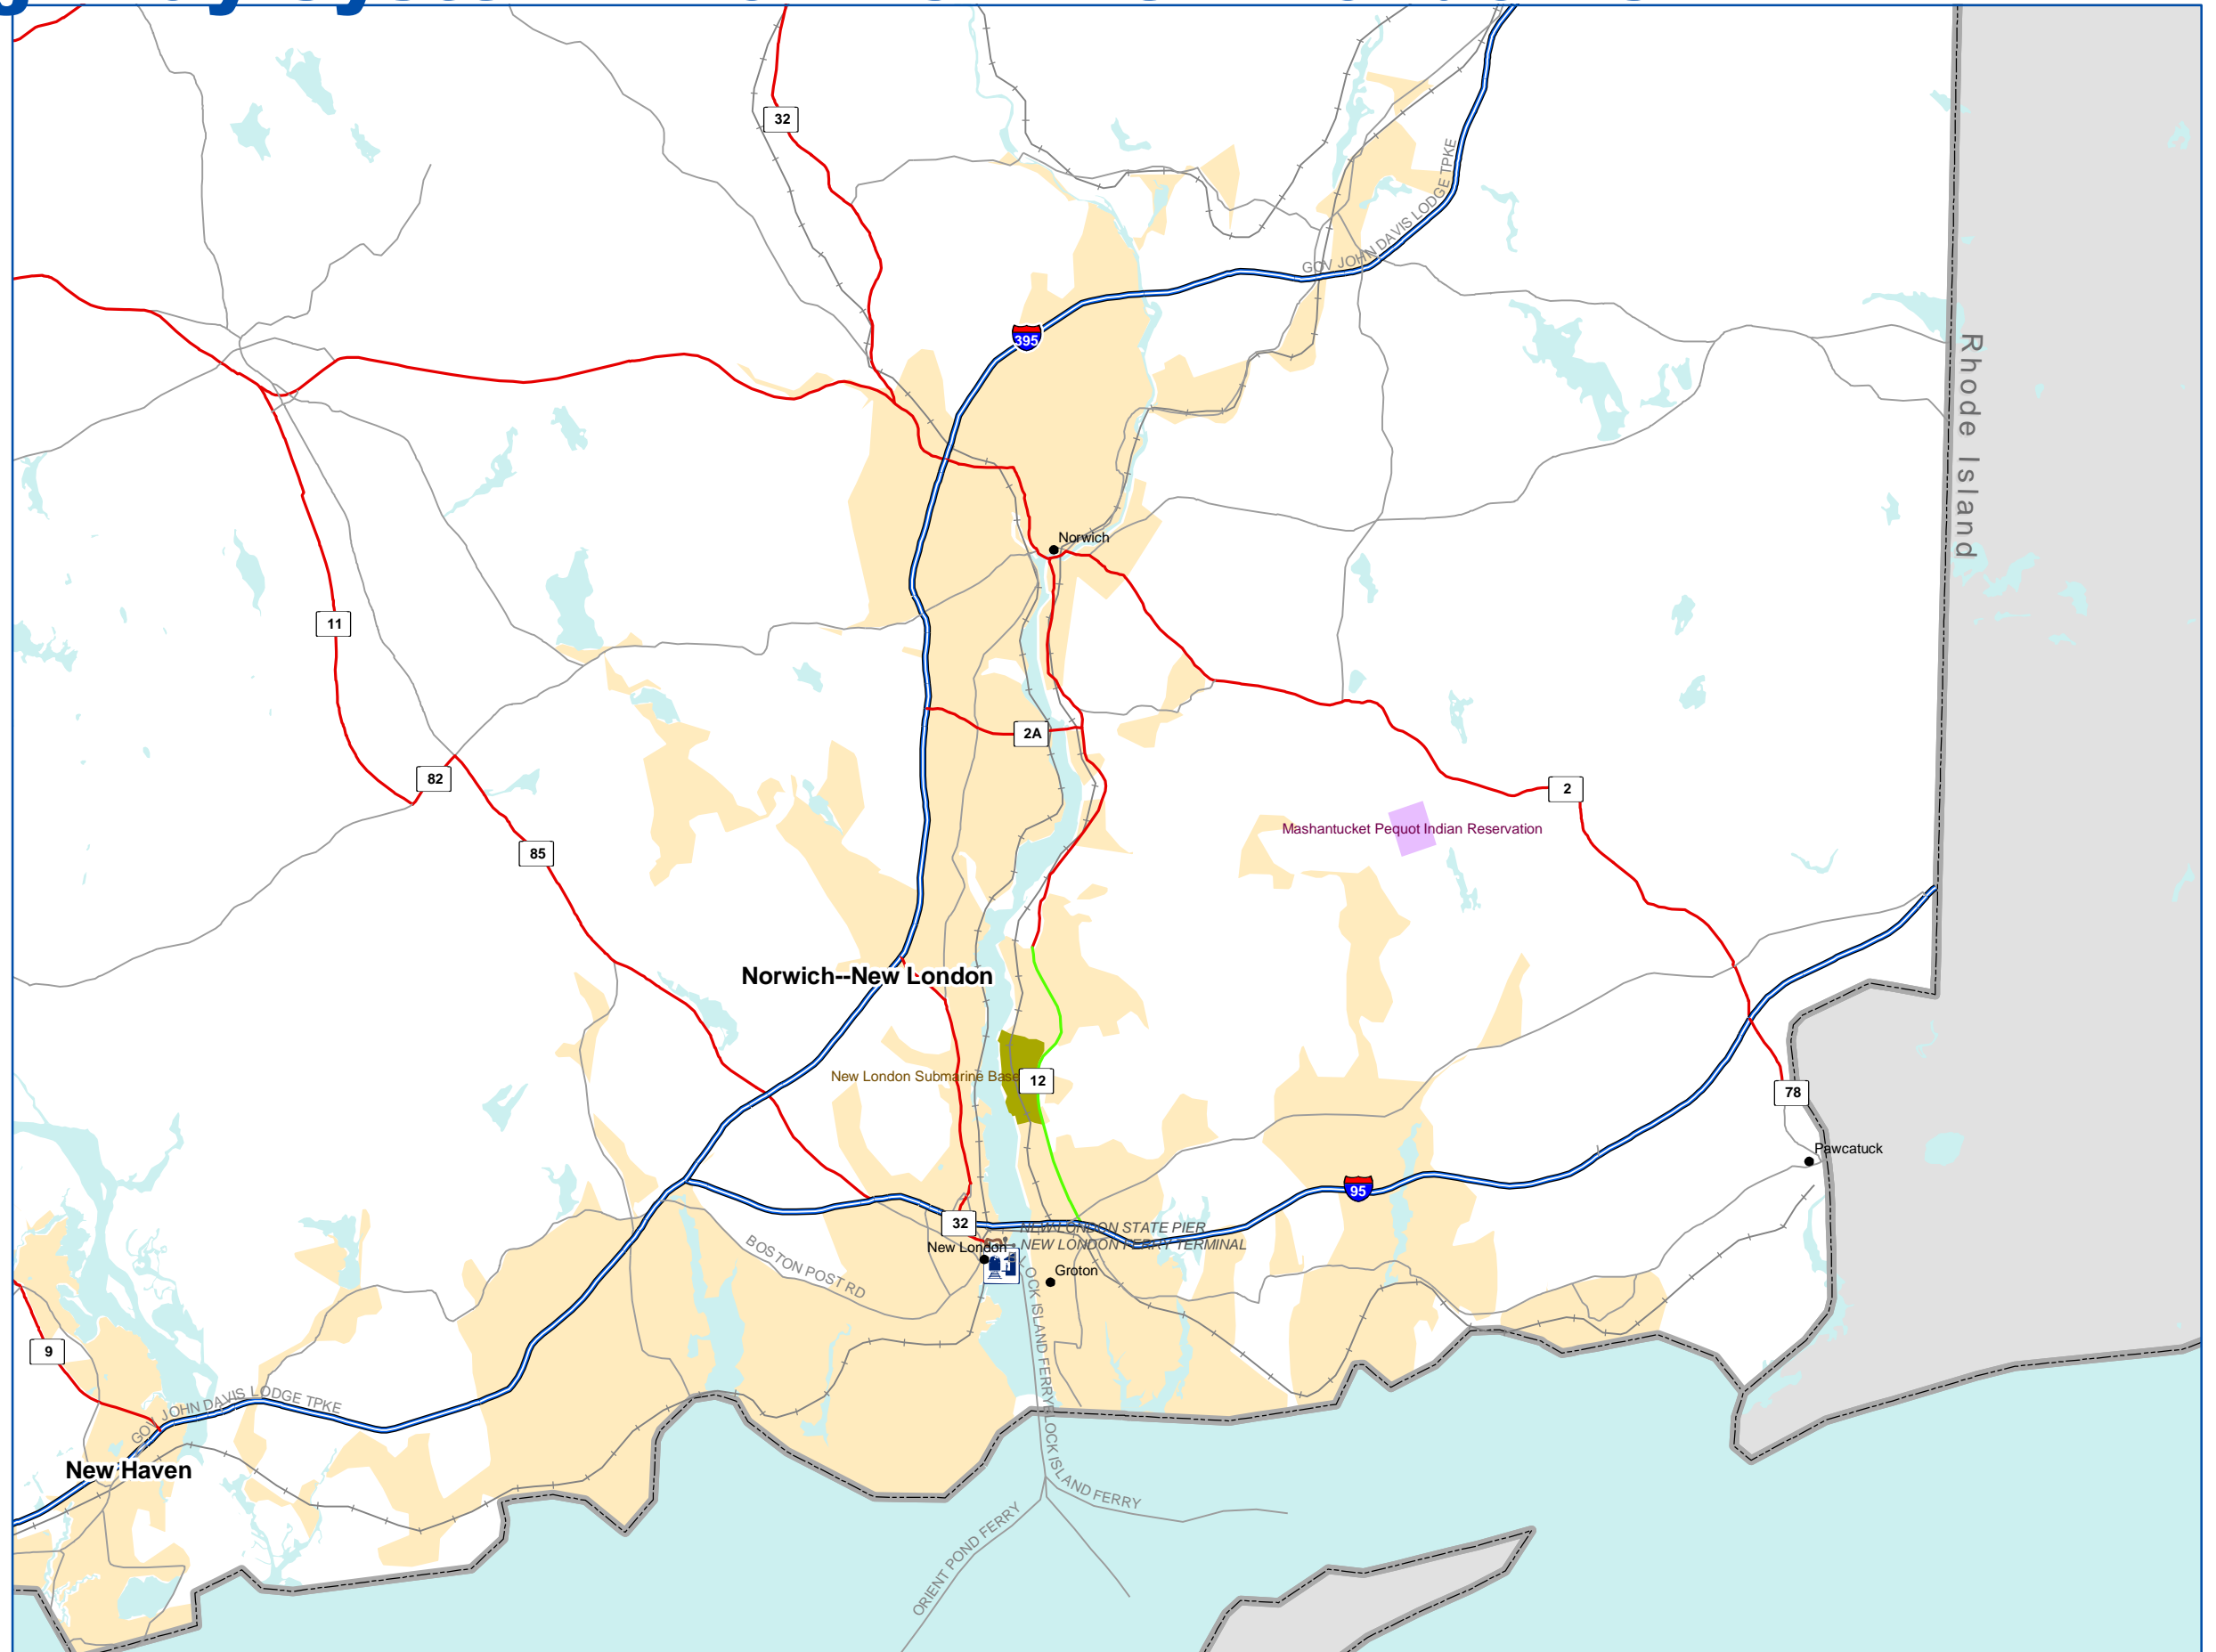 32
GOV JOHN DAVIS LODGE TPKE
395
Rhode Island
Norwich
11
2A
82
2
Mashantucket Pequot Indian Reservation
85
Norwich--New London
New London Submarine Base
12
78
Pawcatuck
95
32
NEW LONDON STATE PIER
NEW LONDON FERRY TERMINAL
New London
Groton
BOSTON POST RD
9
GOV JOHN DAVIS LODGE TPKE
New Haven
ISLAND FERRY
ISLAND FERRY
ORIENT POND FERRY